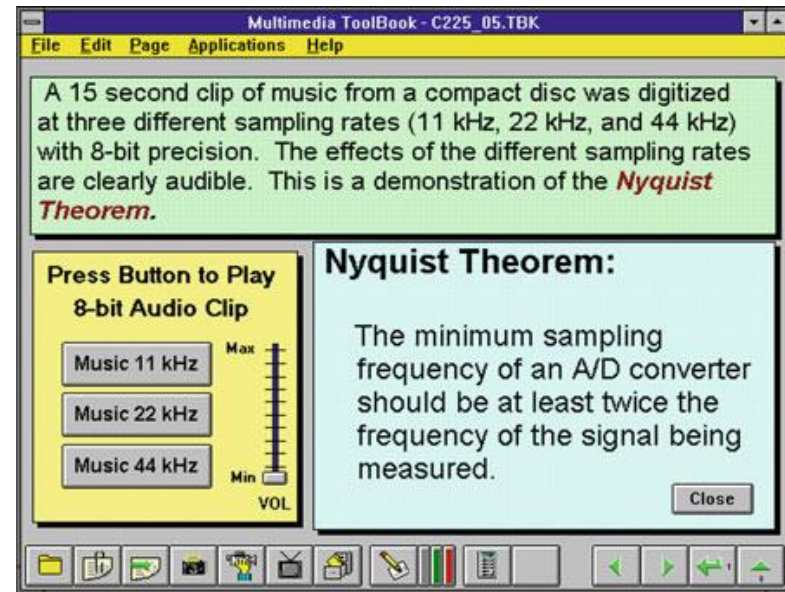 Multimedia ToolBook - C225_05.TBK
File Edit Page Applications Help
A 15 second clip of music from a compact disc was digitized
at three different sampling rates (11 kHz, 22 kHz, and 44 kHz)
with 8-bit precision. The effects of the different sampling rates
are clearly audible. This is a demonstration of the Nyquist
Theorem.
Press Button to Play
8-bit Audio Clip
Music 11 kHz
Music 22 kHz
Music 44 kHz
Max
Min
VOL
Nyquist Theorem:
The minimum sampling
frequency of an A/D converter
should be at least twice the
frequency of the signal being
measured.
Close